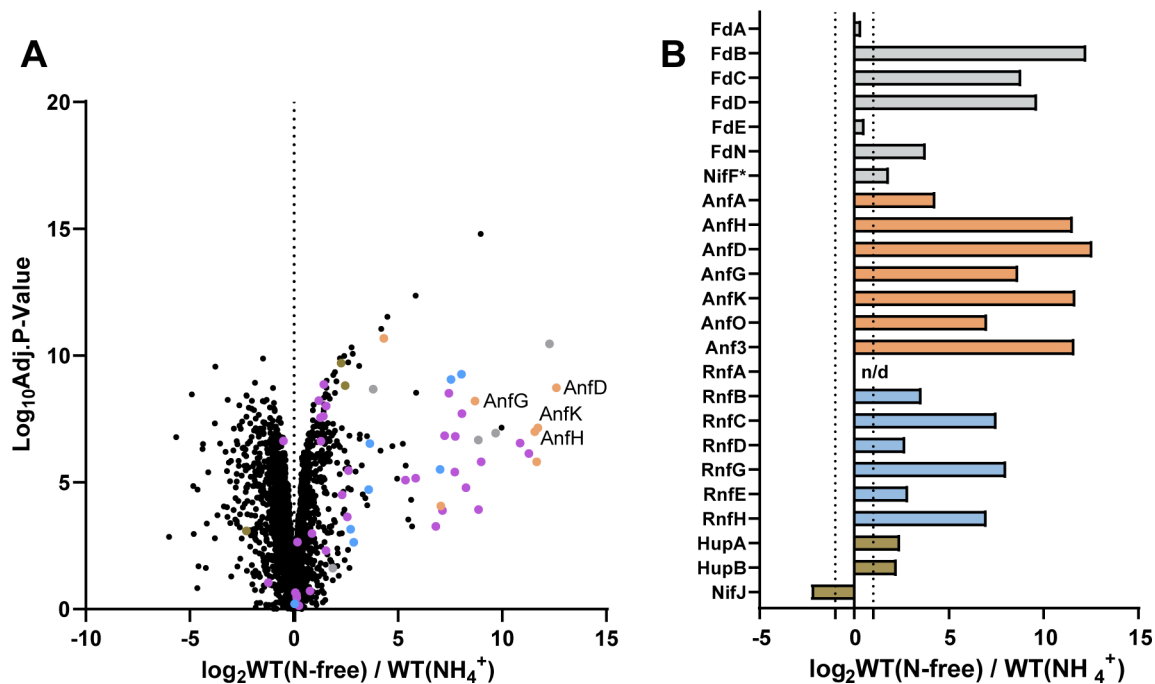 A
20
15
10
5
0
-10
-5
0
5
10
15
Log₁₀Adj.P-Value
log₂WT(N-free) / WT(NH₄⁺)
AnfD
AnfG
AnfK
AnfH
B
FdA
FdB
FdC
FdD
FdE
FdN
NifF*
AnfA
AnfH
AnfD
AnfG
AnfK
AnfO
Anf3
RnfA
n/d
RnfB
RnfC
RnfD
RnfG
RnfE
RnfH
HupA
HupB
NifJ
-5
0
5
10
15
log₂WT(N-free) / WT(NH ₄⁺)